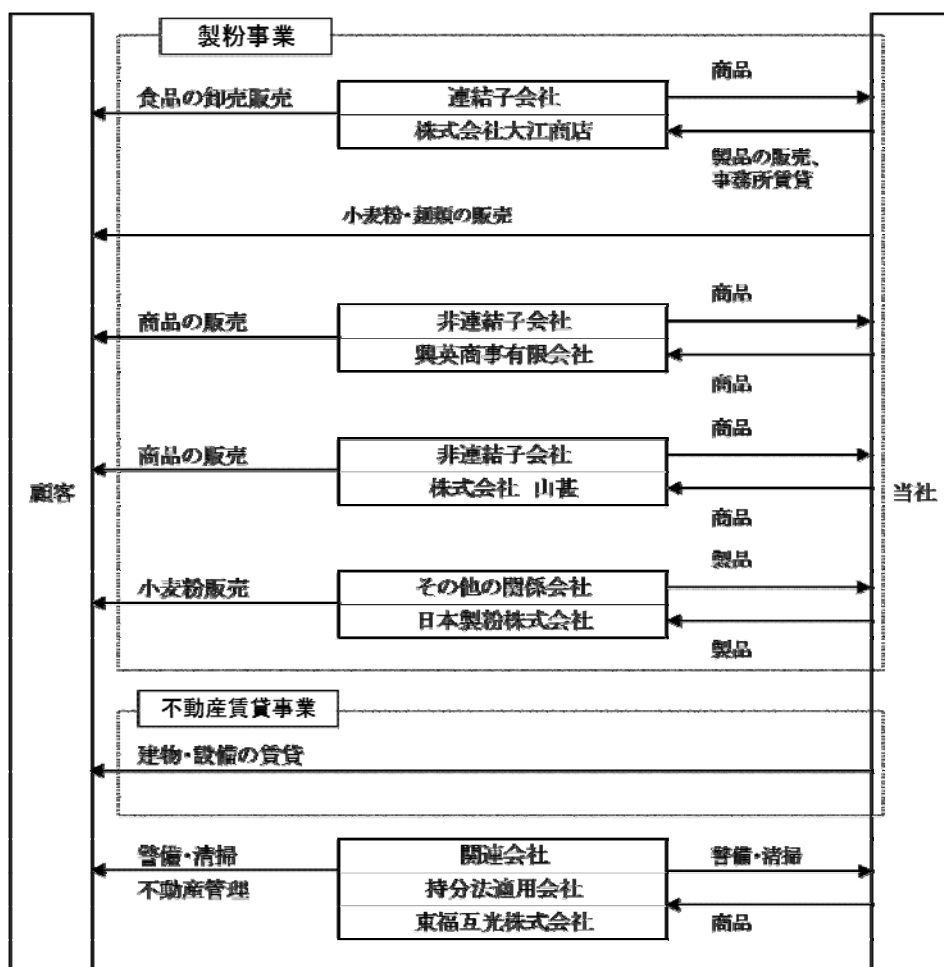 製粉事業
商品
食品の卸売販売
連結子会社
株式会社大江商店
製品の販売、
事務所賃貸
小麦粉・麺類の販売
商品
商品の販売
非連結子会社
興英商事有限会社
商品
商品
商品の販売
非連結子会社
株式会社 山甚
顧客
当社
商品
製品
小麦粉販売
その他の関係会社
日本製粉株式会社
製品
不動産賃貸事業
建物・設備の賃貸
警備・清掃
不動産管理
関連会社
持分法適用会社
東福互光株式会社
警備・清掃
商品